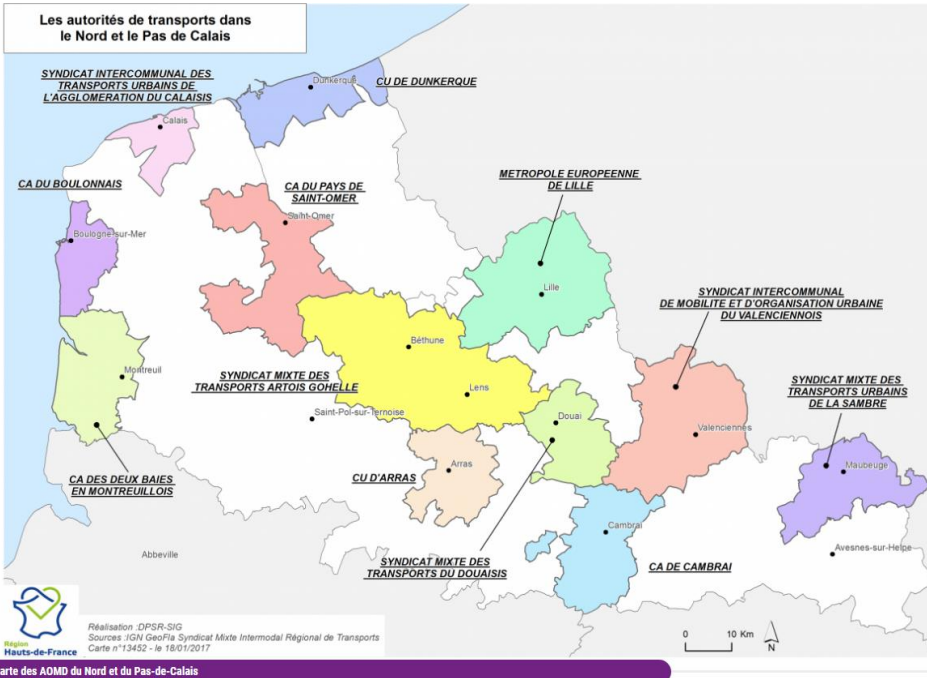 Les autorités de transports dans
le Nord et le Pas de Calais
SYNDICAT INTERCOMMUNAL DES
TRANSPORTS URBAINS DE
L'AGGLOMERATION DU CALAISIS
Dunkerque
CU DE DUNKERQUE
Calais
CA DU BOULONNAIS
CA DU PAYS DE
SAINT-OMER
Saint-Omer
METROPOLE EUROPEENNE
DE LILLE
Boulogne-sur-Mer
Lille
SYNDICAT INTERCOMMUNAL
DE MOBILITE ET D'ORGANISATION URBAINE
DU VALENCIENNOIS
Béthune
Montreuil
SYNDICAT MIXTE DES
TRANSPORTS ARTOIS GOHELLE
Lens
SYNDICAT MIXTE DES
TRANSPORTS URBAINS
DE LA SAMBRE
Saint-Pol-sur-Ternoise
Douai
Valenciennes
CA DES DEUX BAIES
EN MONTREUILLOIS
CU D'ARRAS
Arras
Maubeuge
Cambrai
Abbeville
SYNDICAT MIXTE DES
TRANSPORTS DU DOUAISIS
CA DE CAMBRAI
Avesnes-sur-Helpe
Région
Hauts-de-France
Réalisation :DPSR-SIG
Sources :IGN GeoFla Syndicat Mixte Intermodal Régional de Transports
Carte n°13452 - le 18/01/2017
0 10 Km
N
arte des AOMD du Nord et du Pas-de-Calais